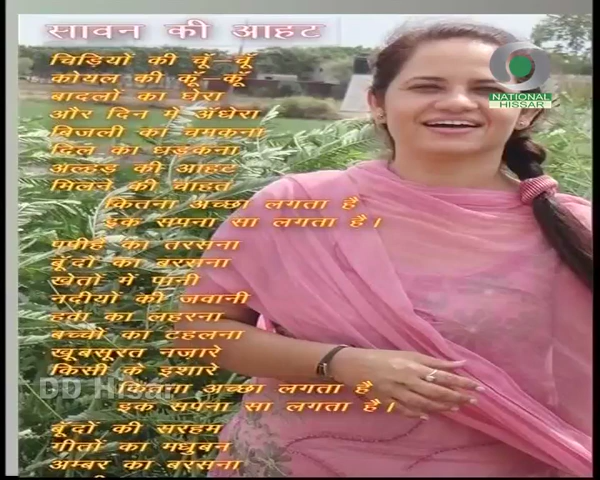 सावन की आहट
NATIONAL
HISSAR
चिड़ियों की चूँ-चूँ
कोयल की कूँ-कूँ
बादलों का घेरा
और दिन में अंधेरा
बिजली का चमकना
दिल का धड़कना
अल्हड़ की आहट
मिलने की चाहत
कितना अच्छा लगता है
इक सपना सा लगता है।
पपीहे का तरसना
बूँदों का बरसना
खेतों में पानी
नदीयों की जवानी
हवा का लहरना
बच्चों का टहलना
खूबसूरत नजारे
किसी के इशारे
DD Hisar
कितना अच्छा लगता है
इक सपना सा लगता है।
बूँदों की सरहम
गीतों का मधुबन
अम्बर का बरसना